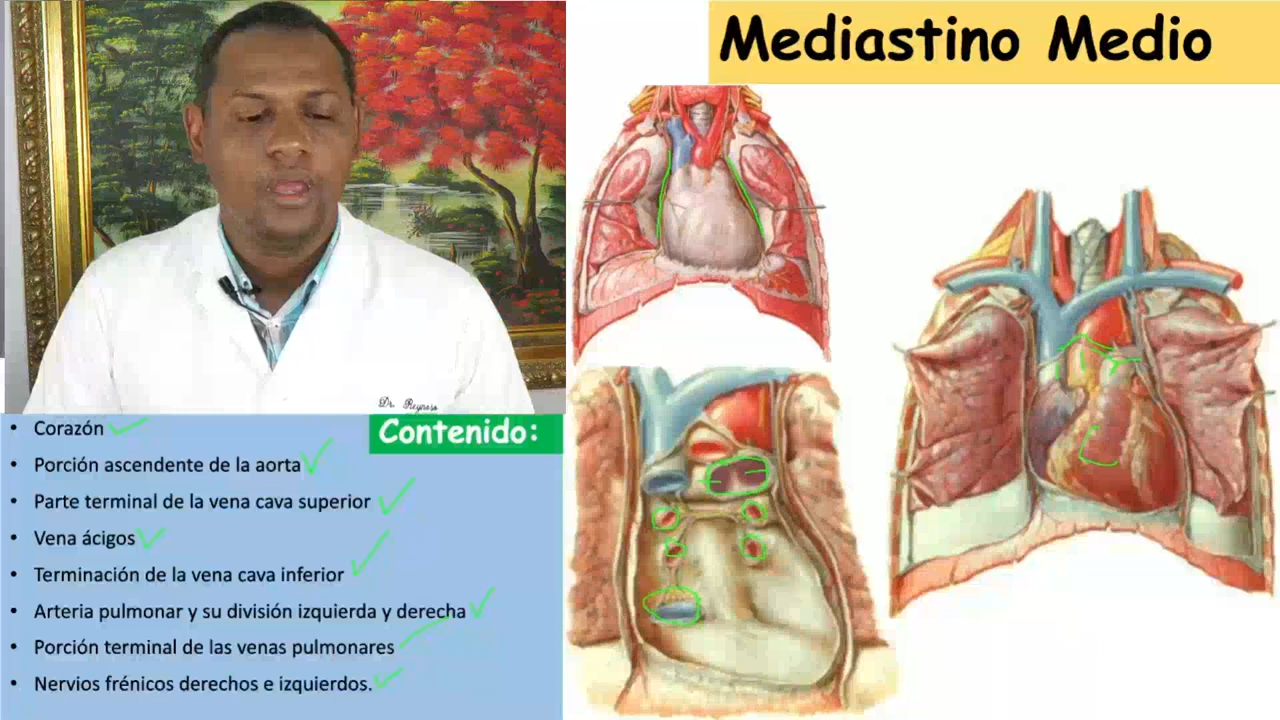 Mediastino Medio
Dr. Reynoso
Contenido:
• Corazón
• Porción ascendente de la aorta
• Parte terminal de la vena cava superior
• Vena ácigos
• Terminación de la vena cava inferior
• Arteria pulmonar y su división izquierda y derecha
• Porción terminal de las venas pulmonares
• Nervios frénicos derechos e izquierdos.